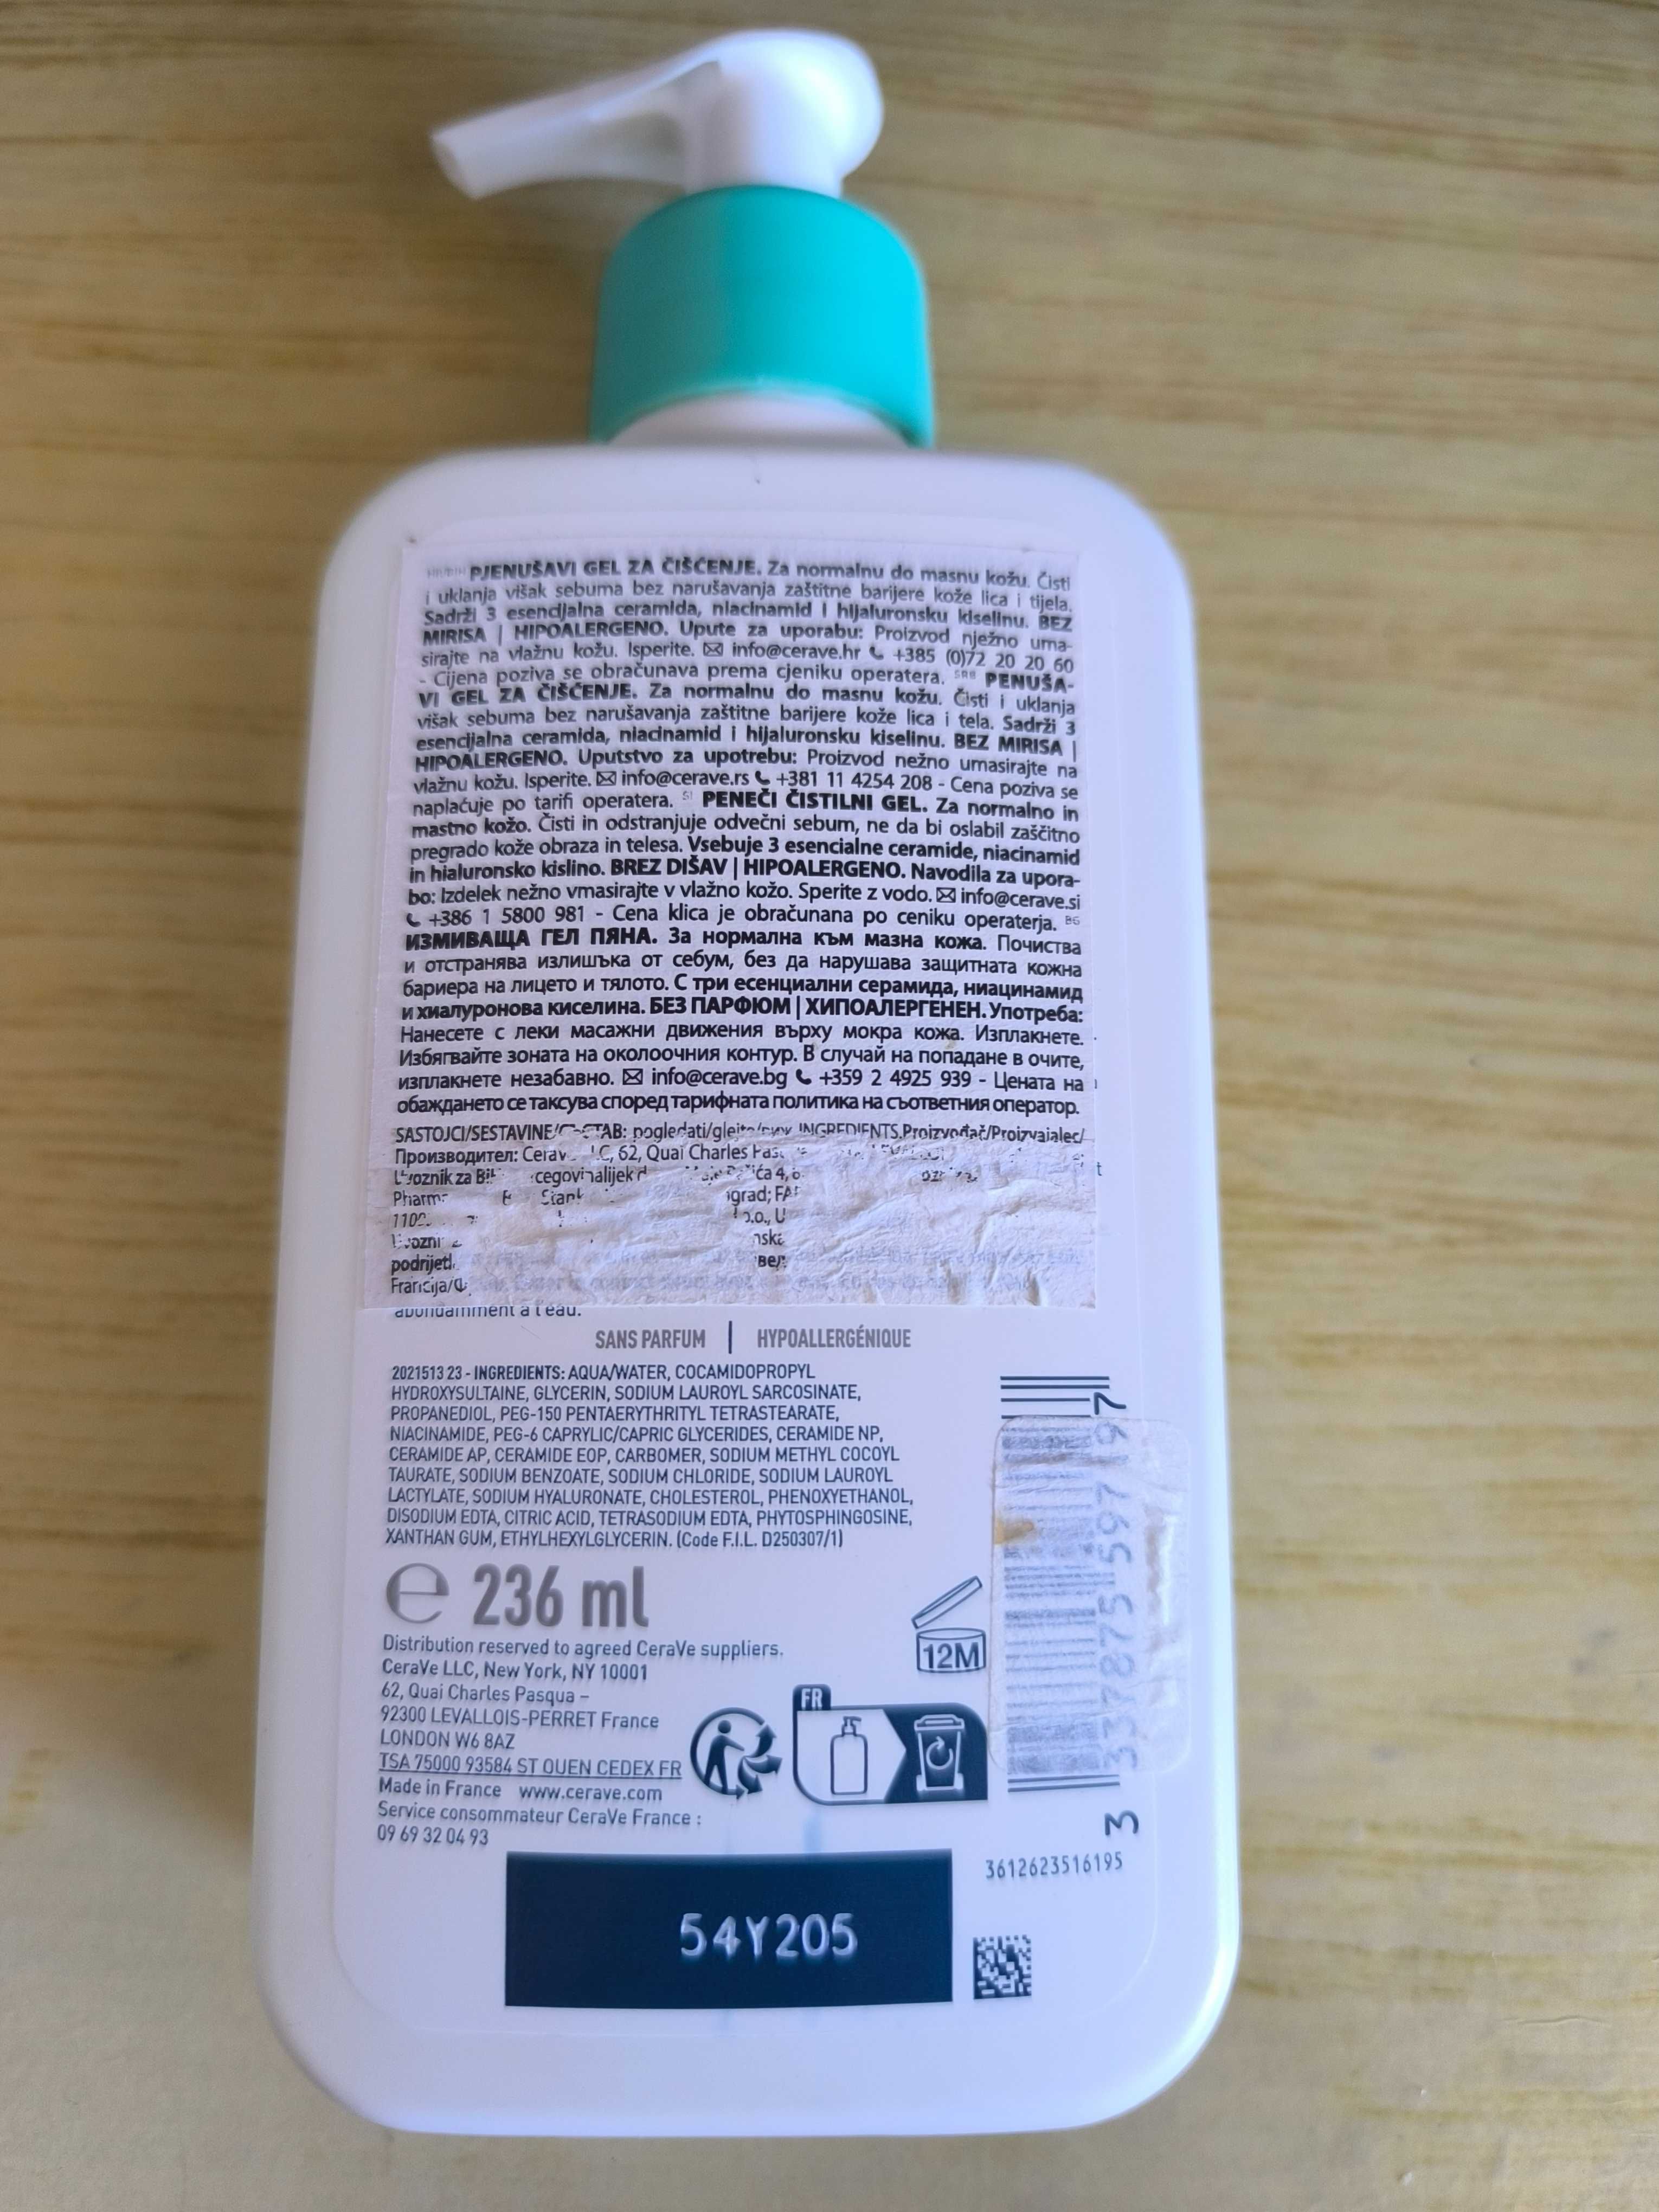 PJENUŠAVI GEL ZA ČIŠĆENJE. Za normalnu do masnu kožu. Čisti
i uklanja višak sebuma bez narušavanja zaštitne barijere kože lica i tijela.
Sadrži 3 esencijalna ceramida, niacinamid i hijaluronsku kiselinu. BEZ
MIRISA | HIPOALERGENO. Upute za uporabu: Proizvod nježno uma-
sirajte na vlažnu kožu. Isperite. info@cerave.hr +385 (0)72 20 20 60
- Cijena poziva se obračunava prema cjeniku operatera. SRB PENUŠA-
VI GEL ZA ČIŠĆENJE. Za normalnu do masnu kožu. Čisti i uklanja
višak sebuma bez narušavanja zaštitne barijere kože lica i tela. Sadrži 3
esencijalna ceramida, niacinamid i hijaluronsku kiselinu. BEZ MIRISA |
HIPOALERGENO. Uputstvo za upotrebu: Proizvod nežno umasirajte na
vlažnu kožu. Isperite. info@cerave.rs +381 11 4254 208 - Cena poziva se
naplaćuje po tarifi operatera. SI PENEČI ČISTILNI GEL. Za normalno in
mastno kožo. Čisti in odstranjuje odvečni sebum, ne da bi oslabil zaščitno
pregrado kože obraza in telesa. Vsebuje 3 esencialne ceramide, niacinamid
in hialuronsko kislino. BREZ DIŠAV | HIPOALERGENO. Navodila za upora-
bo: Izdelek nežno vmasirajte v vlažno kožo. Sperite z vodo. info@cerave.si
+386 1 5800 981 - Cena klica je obračunana po ceniku operaterja. BG
ИЗМИВАЩА ГЕЛ ПЯНА. За нормална към мазна кожа. Почиства
и отстранява излишъка от себум, без да нарушава защитната кожна
бариера на лицето и тялото. С три есенциални серамида, ниацинамид
и хиалуронова киселина. БЕЗ ПАРФЮМ | ХИПОАЛЕРГЕНЕН. Употреба:
Нанесете с леки масажни движения върху мокра кожа. Изплакнете.
Избягвайте зоната на околоочния контур. В случай на попадане в очите,
изплакнете незабавно. info@cerave.bg +359 2 4925 939 - Цената на
обаждането се таксува според тарифната политика на съответния оператор.
SASTOJCI/SESTAVINE/ pogledati/ INGREDIENTS.
Производител: 62, Quai Charles
za
abondamment à l'eau.
SANS PARFUM | HYPOALLERGÉNIQUE
2021513 23 - INGREDIENTS: AQUA/WATER, COCAMIDOPROPYL
HYDROXYSULTAINE, GLYCERIN, SODIUM LAUROYL SARCOSINATE,
PROPANEDIOL, PEG-150 PENTAERYTHRITYL TETRASTEARATE,
NIACINAMIDE, PEG-6 CAPRYLIC/CAPRIC GLYCERIDES, CERAMIDE NP,
CERAMIDE AP, CERAMIDE EOP, CARBOMER, SODIUM METHYL COCOYL
TAURATE, SODIUM BENZOATE, SODIUM CHLORIDE, SODIUM LAUROYL
LACTYLATE, SODIUM HYALURONATE, CHOLESTEROL, PHENOXYETHANOL,
DISODIUM EDTA, CITRIC ACID, TETRASODIUM EDTA, PHYTOSPHINGOSINE,
XANTHAN GUM, ETHYLHEXYLGLYCERIN. (Code F.I.L. D250307/1)
℮ 236 ml
Distribution reserved to agreed CeraVe suppliers.
CeraVe LLC, New York, NY 10001
62, Quai Charles Pasqua –
92300 LEVALLOIS-PERRET France
LONDON W6 8AZ
TSA 75000 93584 ST OUEN CEDEX FR
Made in France www.cerave.com
Service consommateur CeraVe France :
09 69 32 04 93
12M
FR
3 337875 597197
3612623516195
54Y205